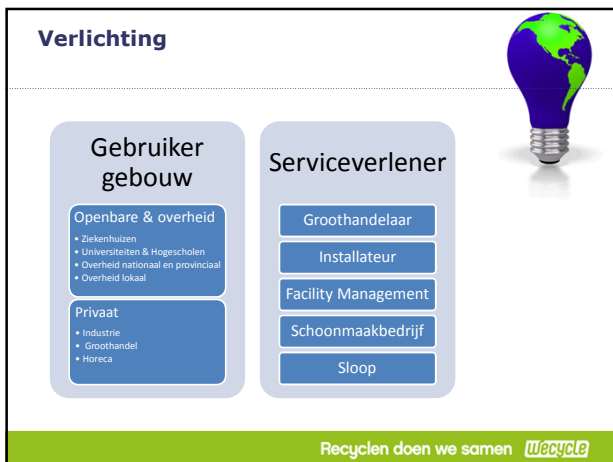 Verlichting
Gebruiker
gebouw
Openbare & overheid
• Ziekenhuizen
• Universiteiten & Hogescholen
• Overheid nationaal en provinciaal
• Overheid lokaal
Privaat
• Industrie
• Groothandel
• Horeca
Serviceverlener
Groothandelaar
Installateur
Facility Management
Schoonmaakbedrijf
Sloop
Recyclen doen we samen wecycle